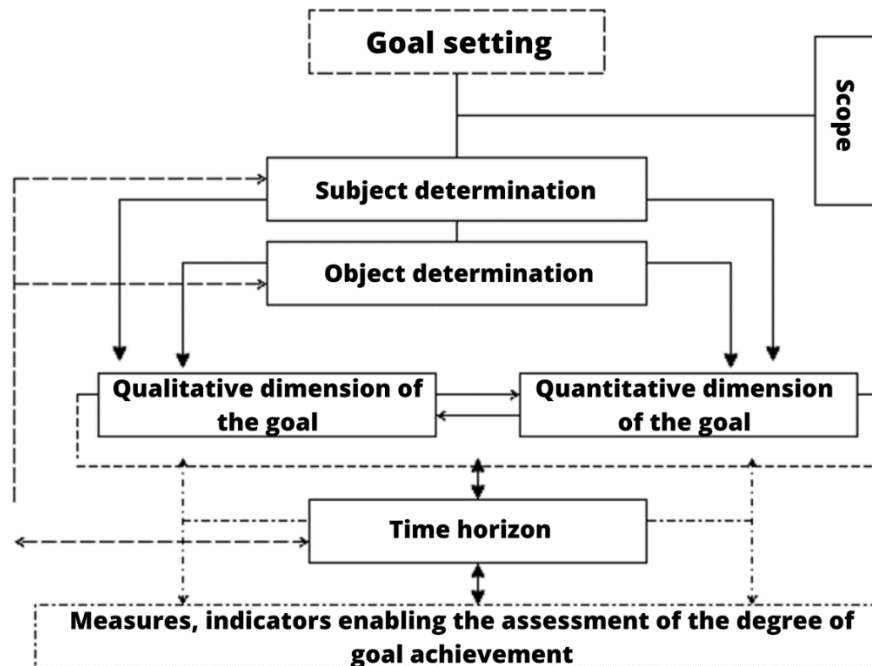 Goal setting
Scope
Subject determination
Object determination
Qualitative dimension of
the goal
Quantitative dimension
of the goal
Time horizon
Measures, indicators enabling the assessment of the degree of
goal achievement